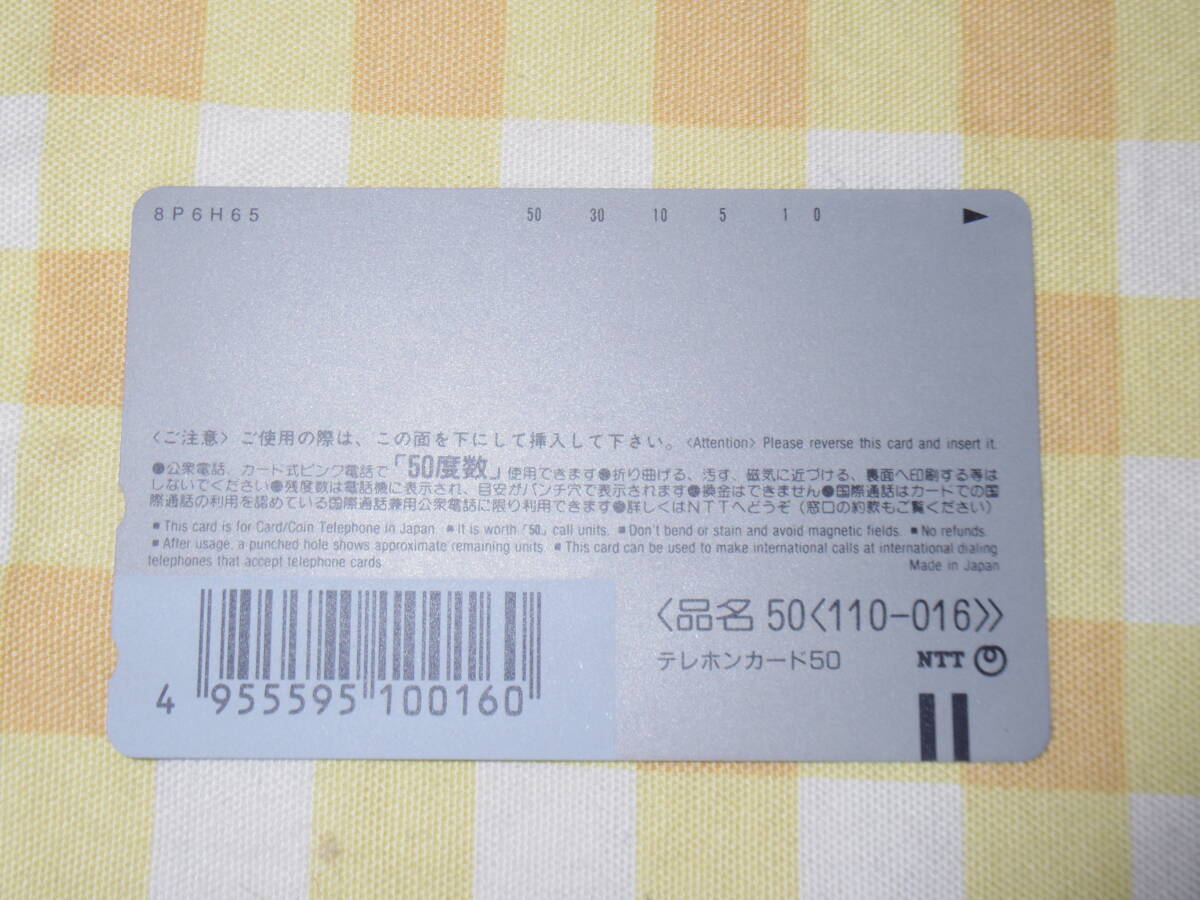 8P6H65 50 30 10 5 1 0
〈ご注意〉ご使用の際は、この面を下にして挿入して下さい。〈Attention〉 Please reverse this card and insert it.
●公衆電話、カード式ピンク電話で「50度数」使用できます●折り曲げる、汚す、磁気に近づける、裏面へ印刷する等は
しないでください●残度数は電話機に表示され、目安がパンチ穴で表示されます●換金はできません●国際通話はカードでの国
際通話の利用を認めている国際通話兼用公衆電話に限り利用できます●詳しくはNTTへどうぞ（窓口の約款もご覧ください）
■ This card is for Card/Coin Telephone in Japan. ■ It is worth「50」call units. ■ Don't bend or stain and avoid magnetic fields. ■ No refunds.
■ After usage, a punched hole shows approximate remaining units. ■ This card can be used to make international calls at international dialing
telephones that accept telephone cards.
Made in Japan
〈品名 50〈110-016〉〉
テレホンカード50 NTT
4 955595 100160